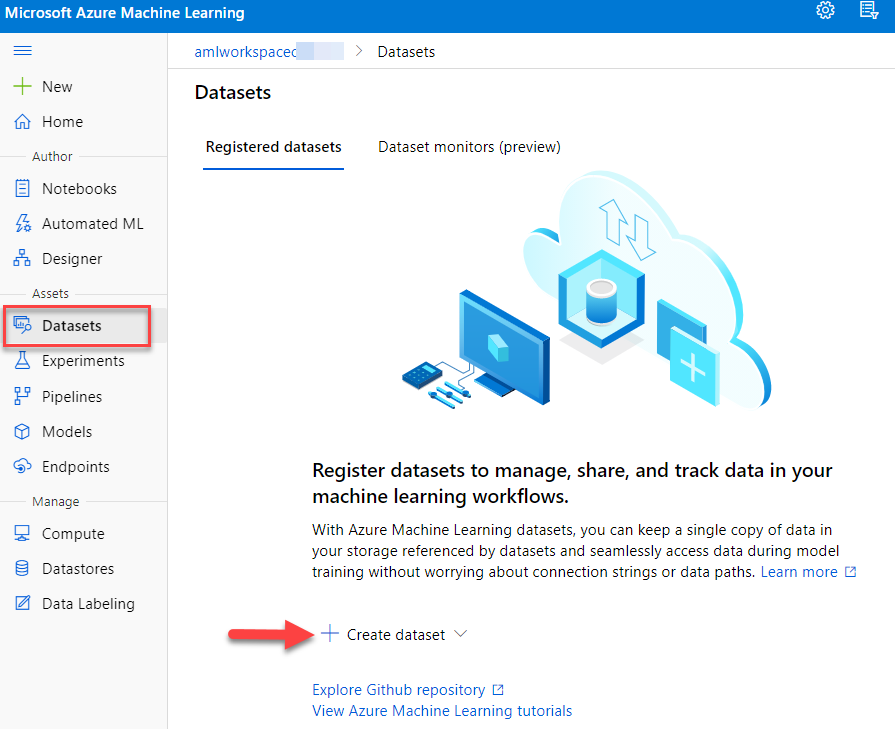 Microsoft Azure Machine Learning
New
Home
Author
Notebooks
Automated ML
Designer
Assets
Datasets
Experiments
Pipelines
Models
Endpoints
Manage
Compute
Datastores
Data Labeling
amlworkspacec > Datasets
Datasets
Registered datasets Dataset monitors (preview)
Register datasets to manage, share, and track data in your
machine learning workflows.
With Azure Machine Learning datasets, you can keep a single copy of data in
your storage referenced by datasets and seamlessly access data during model
training without worrying about connection strings or data paths. Learn more
Create dataset
Explore Github repository
View Azure Machine Learning tutorials